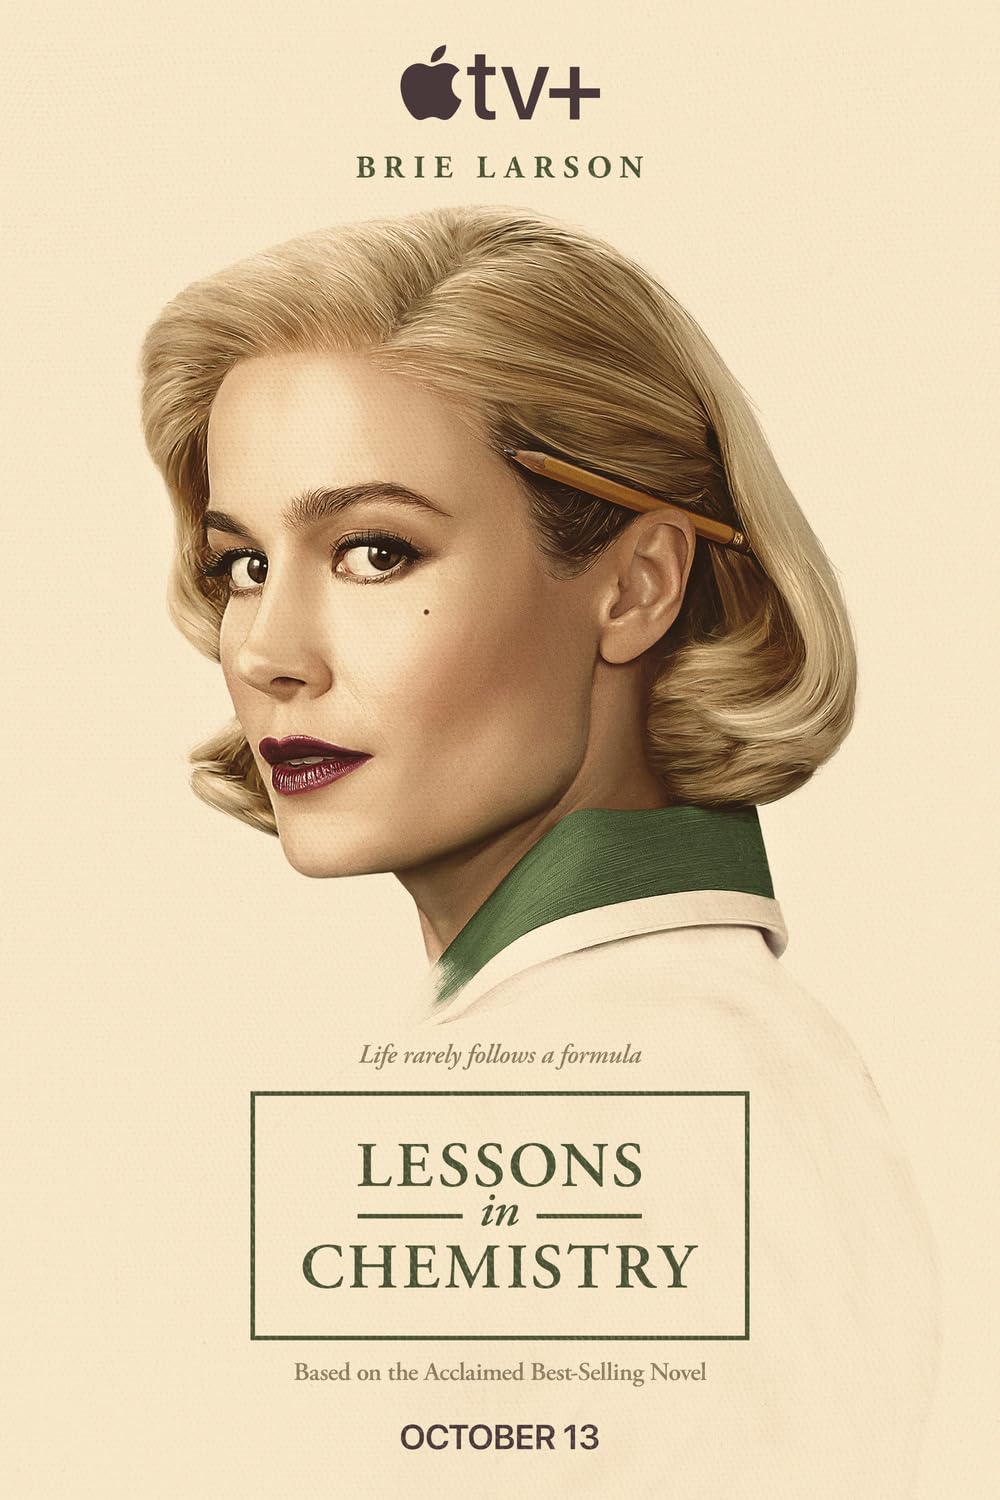 tv+
BRIE LARSON
Life rarely follows a formula
LESSONS
in
CHEMISTRY
Based on the Acclaimed Best-Selling Novel
OCTOBER 13